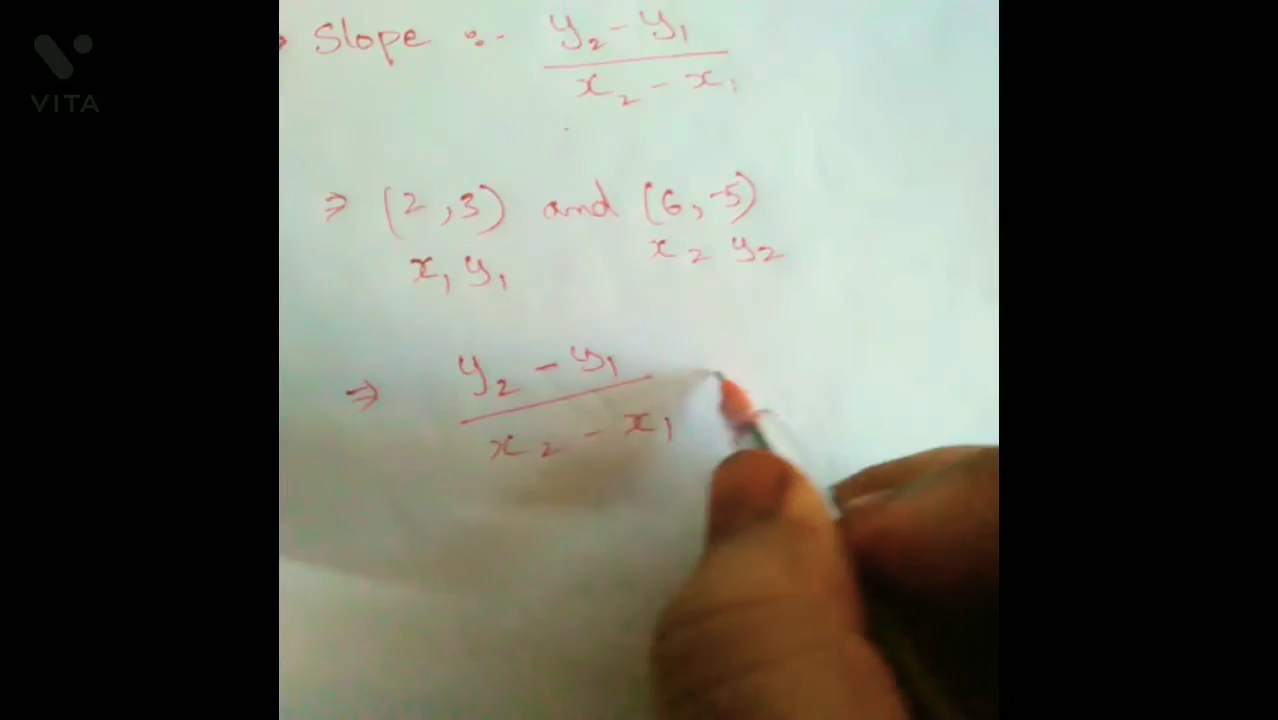 VITA
Slope :- y₂ - y₁ / x₂ - x₁
⇒ (2, 3) and (6, -5)
x₁ y₁ x₂ y₂
⇒ y₂ - y₁ / x₂ - x₁